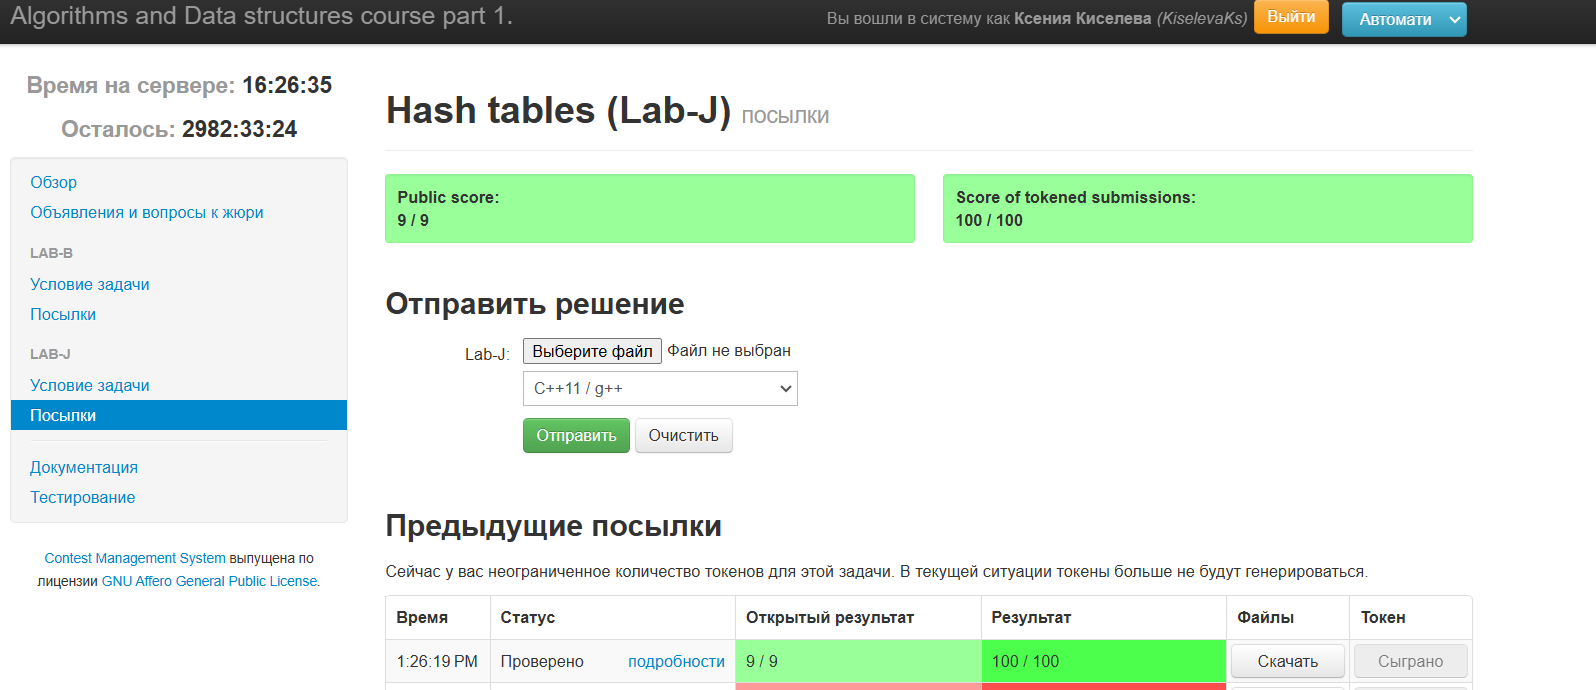 Algorithms and Data structures course part 1.
Вы вошли в систему как Ксения Киселева (KiselevaKs)
Выйти
Автомати
Время на сервере: 16:26:35
Осталось: 2982:33:24
Обзор
Объявления и вопросы к жюри
LAB-B
Условие задачи
Посылки
LAB-J
Условие задачи
Посылки
Документация
Тестирование
Contest Management System выпущена по
лицензии GNU Affero General Public License.
Hash tables (Lab-J) посылки
Public score:
9 / 9
Score of tokened submissions:
100 / 100
Отправить решение
Lab-J: Выберите файл Файл не выбран
C++11 / g++
Отправить Очистить
Предыдущие посылки
Сейчас у вас неограниченное количество токенов для этой задачи. В текущей ситуации токены больше не будут генерироваться.
Время Статус Открытый результат Результат Файлы Токен
1:26:19 PM Проверено подробности 9 / 9 100 / 100 Скачать Сыграно